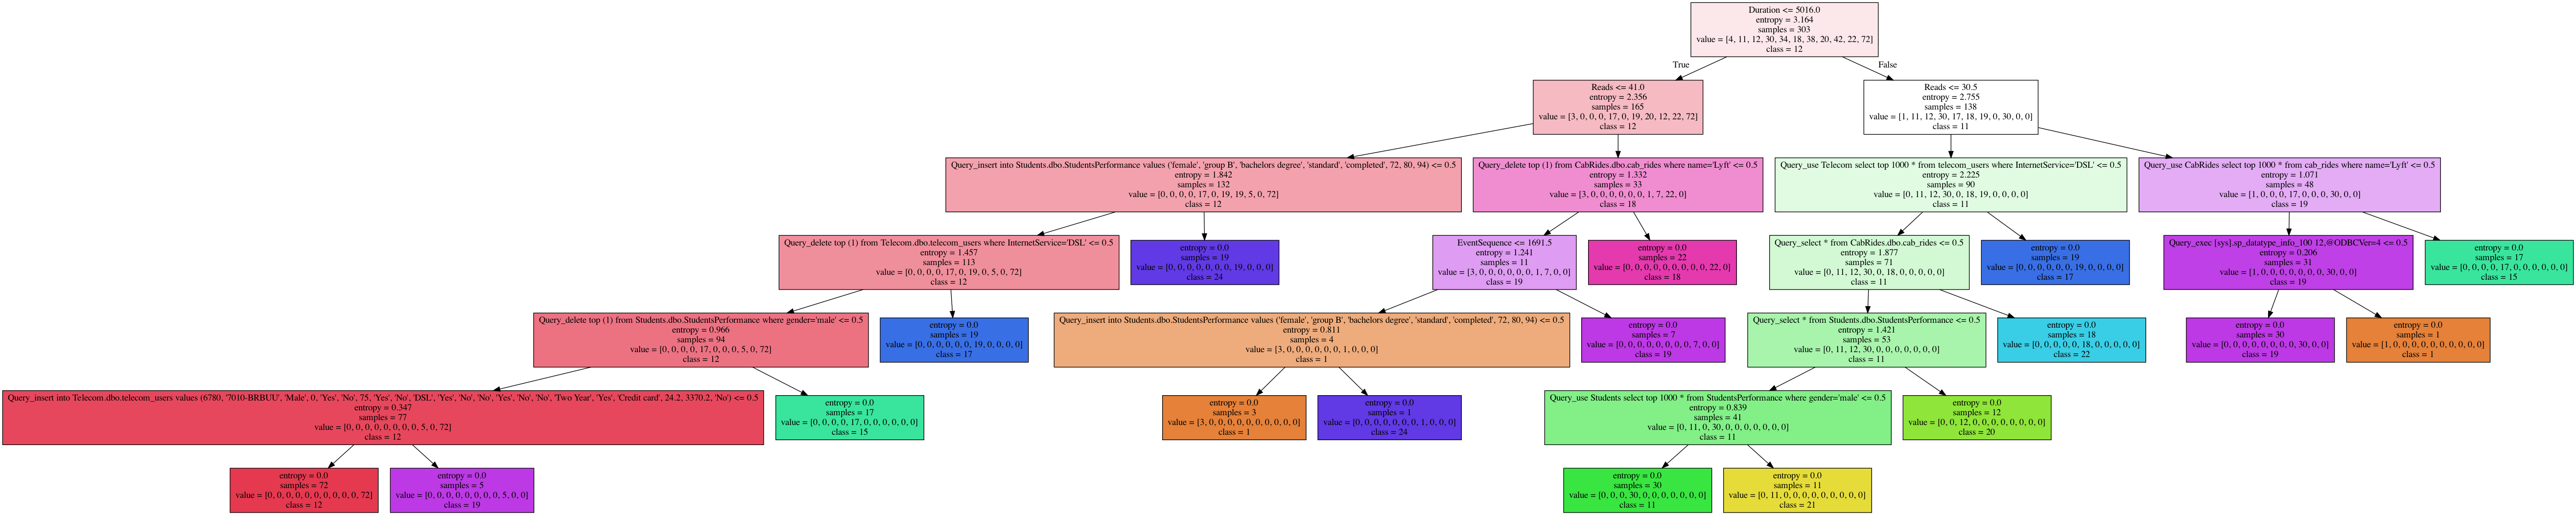 Duration <= 5016.0
entropy = 3.164
samples = 303
value = [4, 11, 12, 30, 34, 18, 38, 20, 42, 22, 72]
class = 12
True
False
Reads <= 41.0
entropy = 2.356
samples = 165
value = [3, 0, 0, 0, 17, 0, 19, 20, 12, 22, 72]
class = 12
Reads <= 30.5
entropy = 2.755
samples = 138
value = [1, 11, 12, 30, 17, 18, 19, 0, 30, 0, 0]
class = 11
Query_insert into Students.dbo.StudentsPerformance values ('female', 'group B', 'bachelors degree', 'standard', 'completed', 72, 80, 94) <= 0.5
entropy = 1.842
samples = 132
value = [0, 0, 0, 0, 17, 0, 19, 19, 5, 0, 72]
class = 12
Query_delete top (1) from CabRides.dbo.cab_rides where name='Lyft' <= 0.5
entropy = 1.332
samples = 33
value = [3, 0, 0, 0, 0, 0, 0, 1, 7, 22, 0]
class = 18
Query_use Telecom select top 1000 * from telecom_users where InternetService='DSL' <= 0.5
entropy = 2.225
samples = 90
value = [0, 11, 12, 30, 0, 18, 19, 0, 0, 0, 0]
class = 11
Query_use CabRides select top 1000 * from cab_rides where name='Lyft' <= 0.5
entropy = 1.071
samples = 48
value = [1, 0, 0, 0, 17, 0, 0, 0, 30, 0, 0]
class = 19
Query_delete top (1) from Telecom.dbo.telecom_users where InternetService='DSL' <= 0.5
entropy = 1.457
samples = 113
value = [0, 0, 0, 0, 17, 0, 19, 0, 5, 0, 72]
class = 12
entropy = 0.0
samples = 19
value = [0, 0, 0, 0, 0, 0, 0, 19, 0, 0, 0]
class = 24
EventSequence <= 1691.5
entropy = 1.241
samples = 11
value = [3, 0, 0, 0, 0, 0, 0, 1, 7, 0, 0]
class = 19
entropy = 0.0
samples = 22
value = [0, 0, 0, 0, 0, 0, 0, 0, 0, 22, 0]
class = 18
Query_select * from CabRides.dbo.cab_rides <= 0.5
entropy = 1.877
samples = 71
value = [0, 11, 12, 30, 0, 18, 0, 0, 0, 0, 0]
class = 11
entropy = 0.0
samples = 19
value = [0, 0, 0, 0, 0, 0, 19, 0, 0, 0, 0]
class = 17
Query_exec [sys].sp_datatype_info_100 12,@ODBCVer=4 <= 0.5
entropy = 0.206
samples = 31
value = [1, 0, 0, 0, 0, 0, 0, 0, 30, 0, 0]
class = 19
entropy = 0.0
samples = 17
value = [0, 0, 0, 0, 17, 0, 0, 0, 0, 0, 0]
class = 15
Query_delete top (1) from Students.dbo.StudentsPerformance where gender='male' <= 0.5
entropy = 0.966
samples = 94
value = [0, 0, 0, 0, 17, 0, 0, 0, 5, 0, 72]
class = 12
entropy = 0.0
samples = 19
value = [0, 0, 0, 0, 0, 0, 19, 0, 0, 0, 0]
class = 17
Query_insert into Students.dbo.StudentsPerformance values ('female', 'group B', 'bachelors degree', 'standard', 'completed', 72, 80, 94) <= 0.5
entropy = 0.811
samples = 4
value = [3, 0, 0, 0, 0, 0, 0, 1, 0, 0, 0]
class = 1
entropy = 0.0
samples = 7
value = [0, 0, 0, 0, 0, 0, 0, 0, 7, 0, 0]
class = 19
Query_select * from Students.dbo.StudentsPerformance <= 0.5
entropy = 1.421
samples = 53
value = [0, 11, 12, 30, 0, 0, 0, 0, 0, 0, 0]
class = 11
entropy = 0.0
samples = 18
value = [0, 0, 0, 0, 0, 18, 0, 0, 0, 0, 0]
class = 22
entropy = 0.0
samples = 30
value = [0, 0, 0, 0, 0, 0, 0, 0, 30, 0, 0]
class = 19
entropy = 0.0
samples = 1
value = [1, 0, 0, 0, 0, 0, 0, 0, 0, 0, 0]
class = 1
Query_insert into Telecom.dbo.telecom_users values (6780, '7010-BRBUU', 'Male', 0, 'Yes', 'No', 75, 'Yes', 'No', 'DSL', 'Yes', 'No', 'No', 'Yes', 'No', 'No', 'Two Year', 'Yes', 'Credit card', 24.2, 3370.2, 'No') <= 0.5
entropy = 0.347
samples = 77
value = [0, 0, 0, 0, 0, 0, 0, 0, 5, 0, 72]
class = 12
entropy = 0.0
samples = 17
value = [0, 0, 0, 0, 17, 0, 0, 0, 0, 0, 0]
class = 15
entropy = 0.0
samples = 3
value = [3, 0, 0, 0, 0, 0, 0, 0, 0, 0, 0]
class = 1
entropy = 0.0
samples = 1
value = [0, 0, 0, 0, 0, 0, 0, 1, 0, 0, 0]
class = 24
Query_use Students select top 1000 * from StudentsPerformance where gender='male' <= 0.5
entropy = 0.839
samples = 41
value = [0, 11, 0, 30, 0, 0, 0, 0, 0, 0, 0]
class = 11
entropy = 0.0
samples = 12
value = [0, 0, 12, 0, 0, 0, 0, 0, 0, 0, 0]
class = 20
entropy = 0.0
samples = 72
value = [0, 0, 0, 0, 0, 0, 0, 0, 0, 0, 72]
class = 12
entropy = 0.0
samples = 5
value = [0, 0, 0, 0, 0, 0, 0, 0, 5, 0, 0]
class = 19
entropy = 0.0
samples = 30
value = [0, 0, 0, 30, 0, 0, 0, 0, 0, 0, 0]
class = 11
entropy = 0.0
samples = 11
value = [0, 11, 0, 0, 0, 0, 0, 0, 0, 0, 0]
class = 21